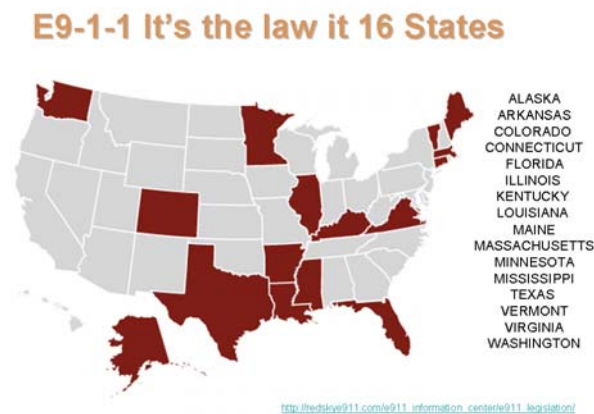 E9-1-1 It's the law it 16 States
ALASKA
ARKANSAS
COLORADO
CONNECTICUT
FLORIDA
ILLINOIS
KENTUCKY
LOUISIANA
MAINE
MASSACHUSETTS
MINNESOTA
MISSISSIPPI
TEXAS
VERMONT
VIRGINIA
WASHINGTON
http://redskye911.com/e911_information_center/e911_legislation/